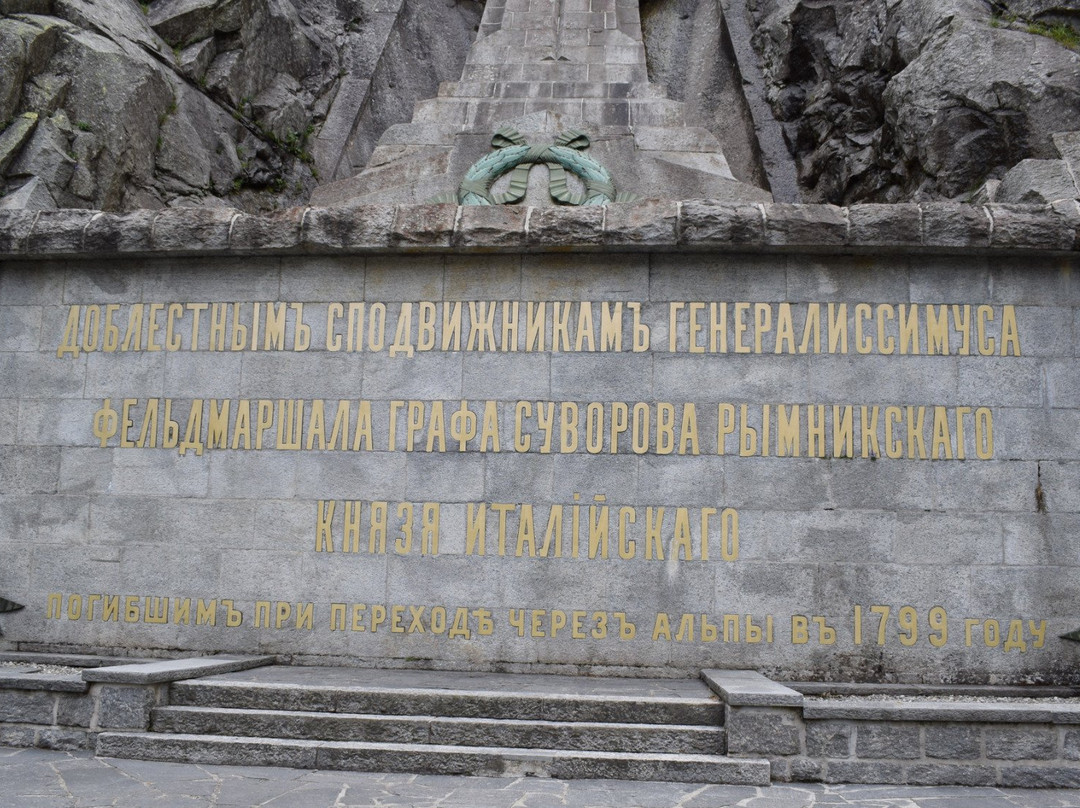 ДОБЛЕСТНЫМЪ СПОДВИЖНИКАМЪ ГЕНЕРАЛИССИМУСА
ФЕЛЬДМАРШАЛА ГРАФА СУВОРОВА РЫМНИКСКАГО
КНЯЗЯ ИТАЛІЙСКАГО
ПОГИБШИМЪ ПРИ ПЕРЕХОДѢ ЧЕРЕЗЪ АЛЬПЫ ВЪ 1799 ГОДУ